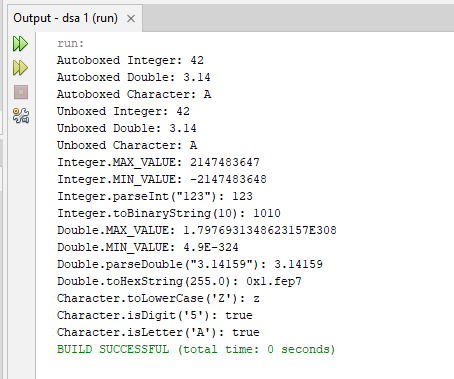 Output - dsa 1 (run)
run:
Autoboxed Integer: 42
Autoboxed Double: 3.14
Autoboxed Character: A
Unboxed Integer: 42
Unboxed Double: 3.14
Unboxed Character: A
Integer.MAX_VALUE: 2147483647
Integer.MIN_VALUE: -2147483648
Integer.parseInt("123"): 123
Integer.toBinaryString(10): 1010
Double.MAX_VALUE: 1.7976931348623157E308
Double.MIN_VALUE: 4.9E-324
Double.parseDouble("3.14159"): 3.14159
Double.toHexString(255.0): 0x1.fep7
Character.toLowerCase('Z'): z
Character.isDigit('5'): true
Character.isLetter('A'): true
BUILD SUCCESSFUL (total time: 0 seconds)